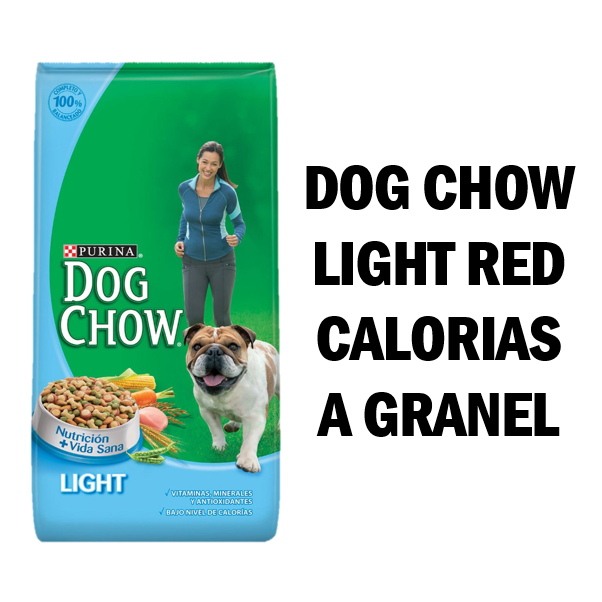 COMPLETO Y
100%
BALANCEADO
PURINA®
DOG
CHOW®
Nutrición
+Vida Sana
LIGHT
✓ VITAMINAS, MINERALES
Y ANTIOXIDANTES
✓ BAJO NIVEL DE CALORÍAS
DOG CHOW
LIGHT RED
CALORIAS
A GRANEL